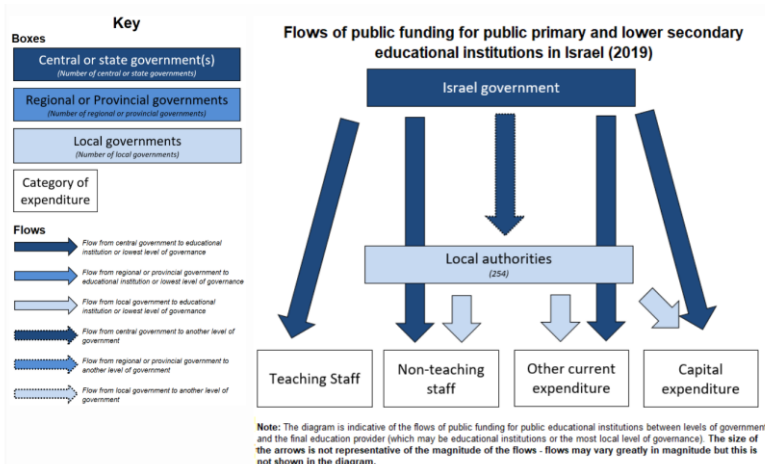 Key
Boxes
Central or state government(s)
(Number of central or state governments)
Regional or Provincial governments
(Number of regional or provincial governments)
Local governments
(Number of local governments)
Category of
expenditure
Flows
Flow from central government to educational
institution or lowest level of governance
Flow from regional or provincial government to
educational institution or lowest level of governance
Flow from local government to educational
institution or lowest level of governance
Flow from central government to another level of
government
Flow from regional or provincial government to
another level of government
Flow from local government to another level of
government
Flows of public funding for public primary and lower secondary
educational institutions in Israel (2019)
Israel government
Local authorities
(254)
Teaching Staff
Non-teaching
staff
Other current
expenditure
Capital
expenditure
Note: The diagram is indicative of the flows of public funding for public educational institutions between levels of government
and the final education provider (which may be educational institutions or the most local level of governance). The size of
the arrows is not representative of the magnitude of the flows - flows may vary greatly in magnitude but this is
not shown in the diagram.